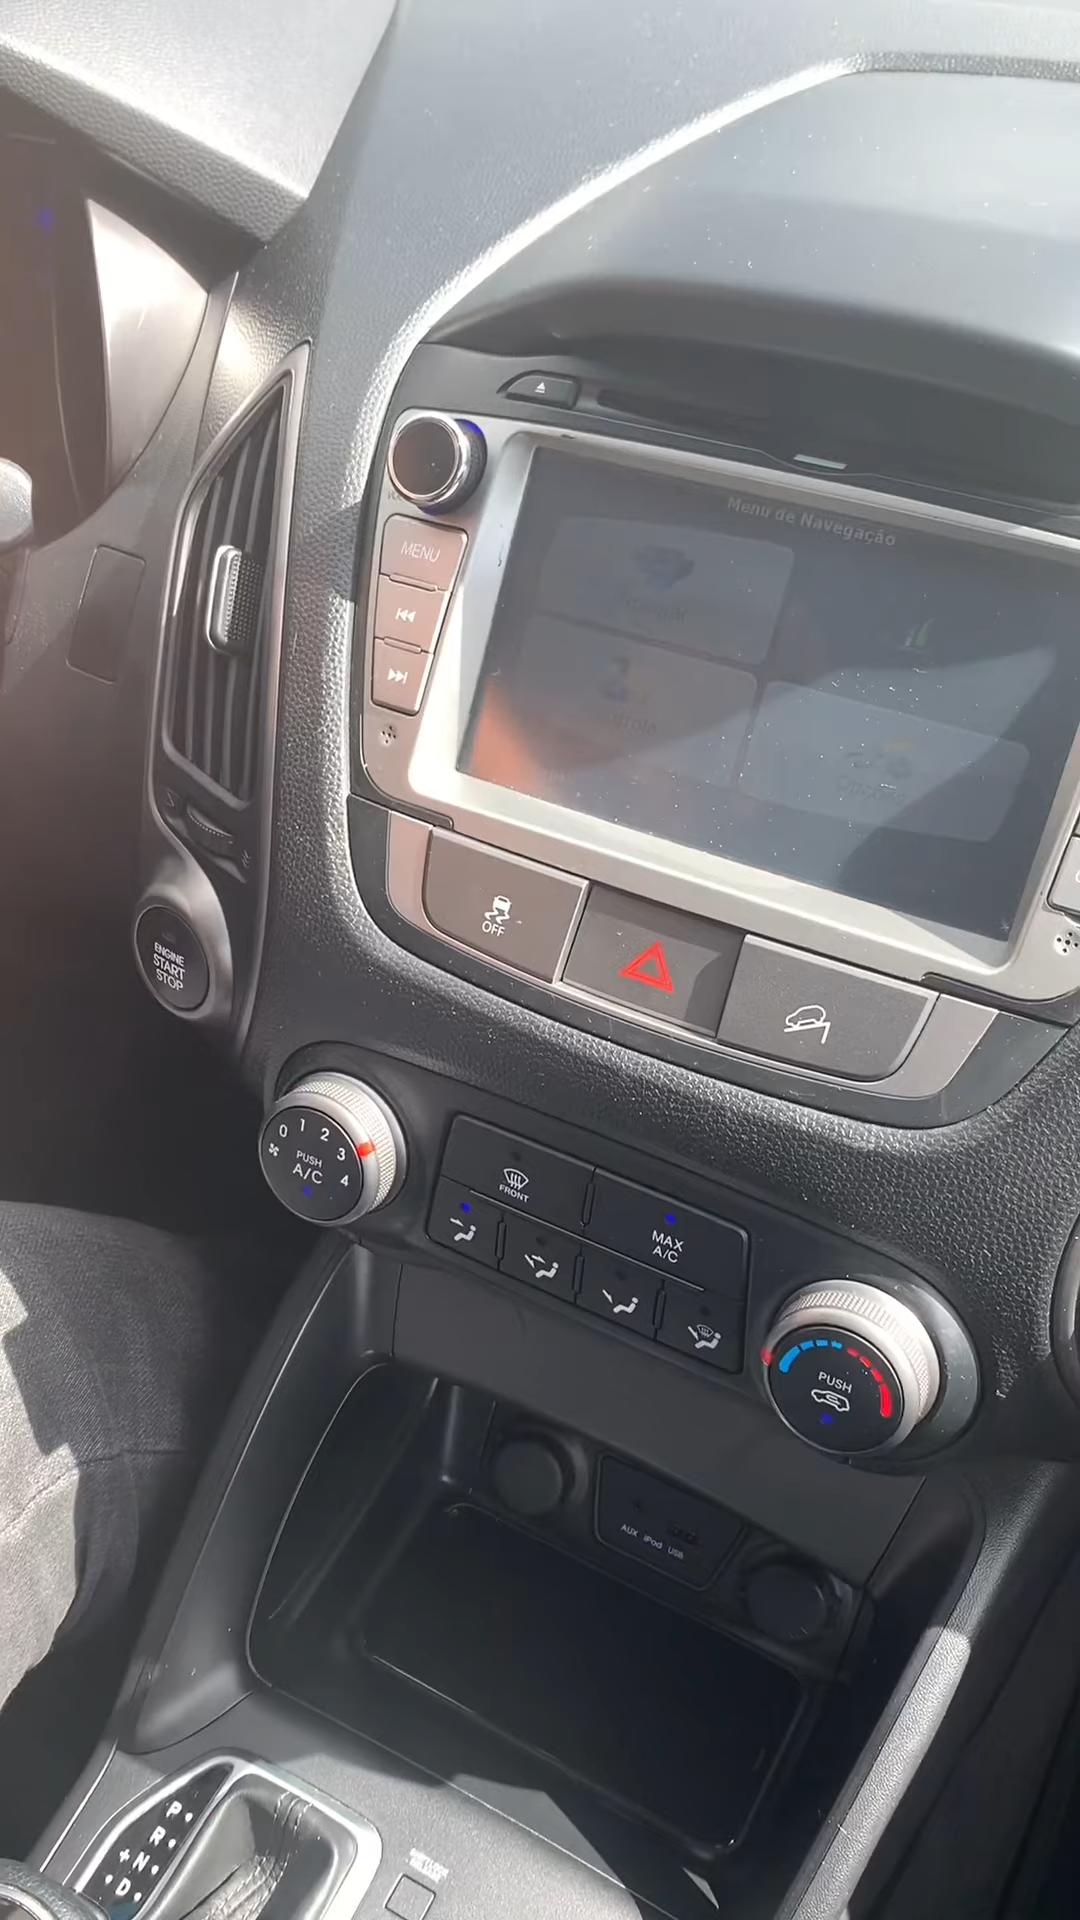 Menu de Navegação
MENU
OFF
ENGINE
START
STOP
0 1 2 3 4
PUSH
A/C
FRONT
MAX
A/C
PUSH
AUX iPod USB
P
R
+ N
D